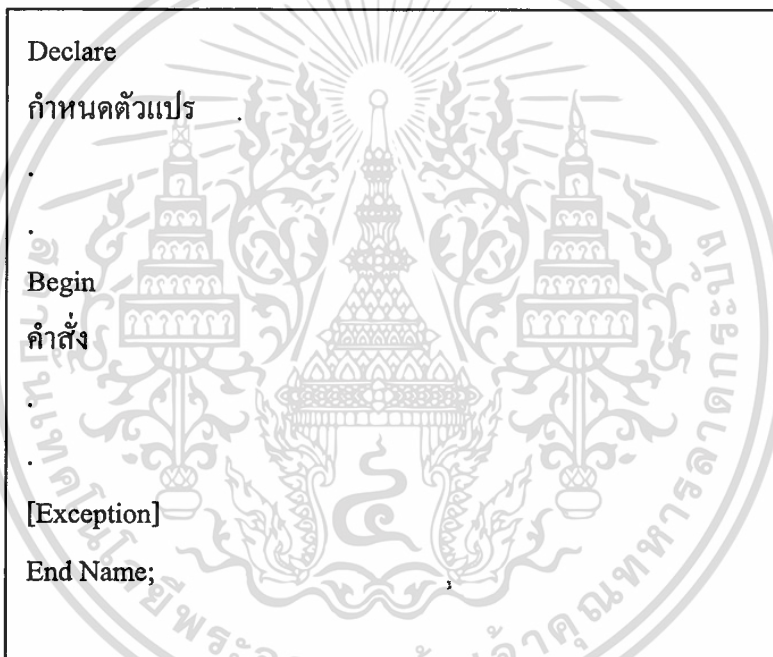 Declare
กำหนดตัวแปร
.
.
Begin
คำสั่ง
.
.
[Exception]
End Name;